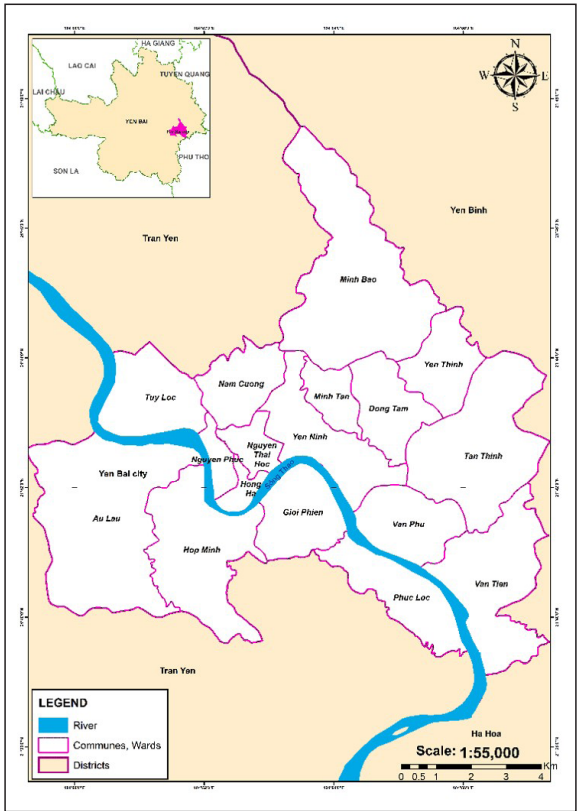 HA GIANG
LAO CAI
TUYEN QUANG
LAI CHAU
YEN BAI
PHU THO
SON LA
N
W E
S
Yen Binh
Tran Yen
Minh Bao
Yen Thinh
Nam Cuong
Tuy Loc
Minh Tan
Dong Tam
Yen Ninh
Nguyen
Thai
Hoc
Nguyen Phuc
Tan Thinh
Yen Bai city
Hong
Ha
Song Thao
Au Lau
Gioi Phien
Van Phu
Hop Minh
Van Tien
Phuc Loc
Tran Yen
LEGEND
River
Communes, Wards
Districts
Ha Hoa
Scale: 1:55,000
Km
0 0.5 1 2 3 4